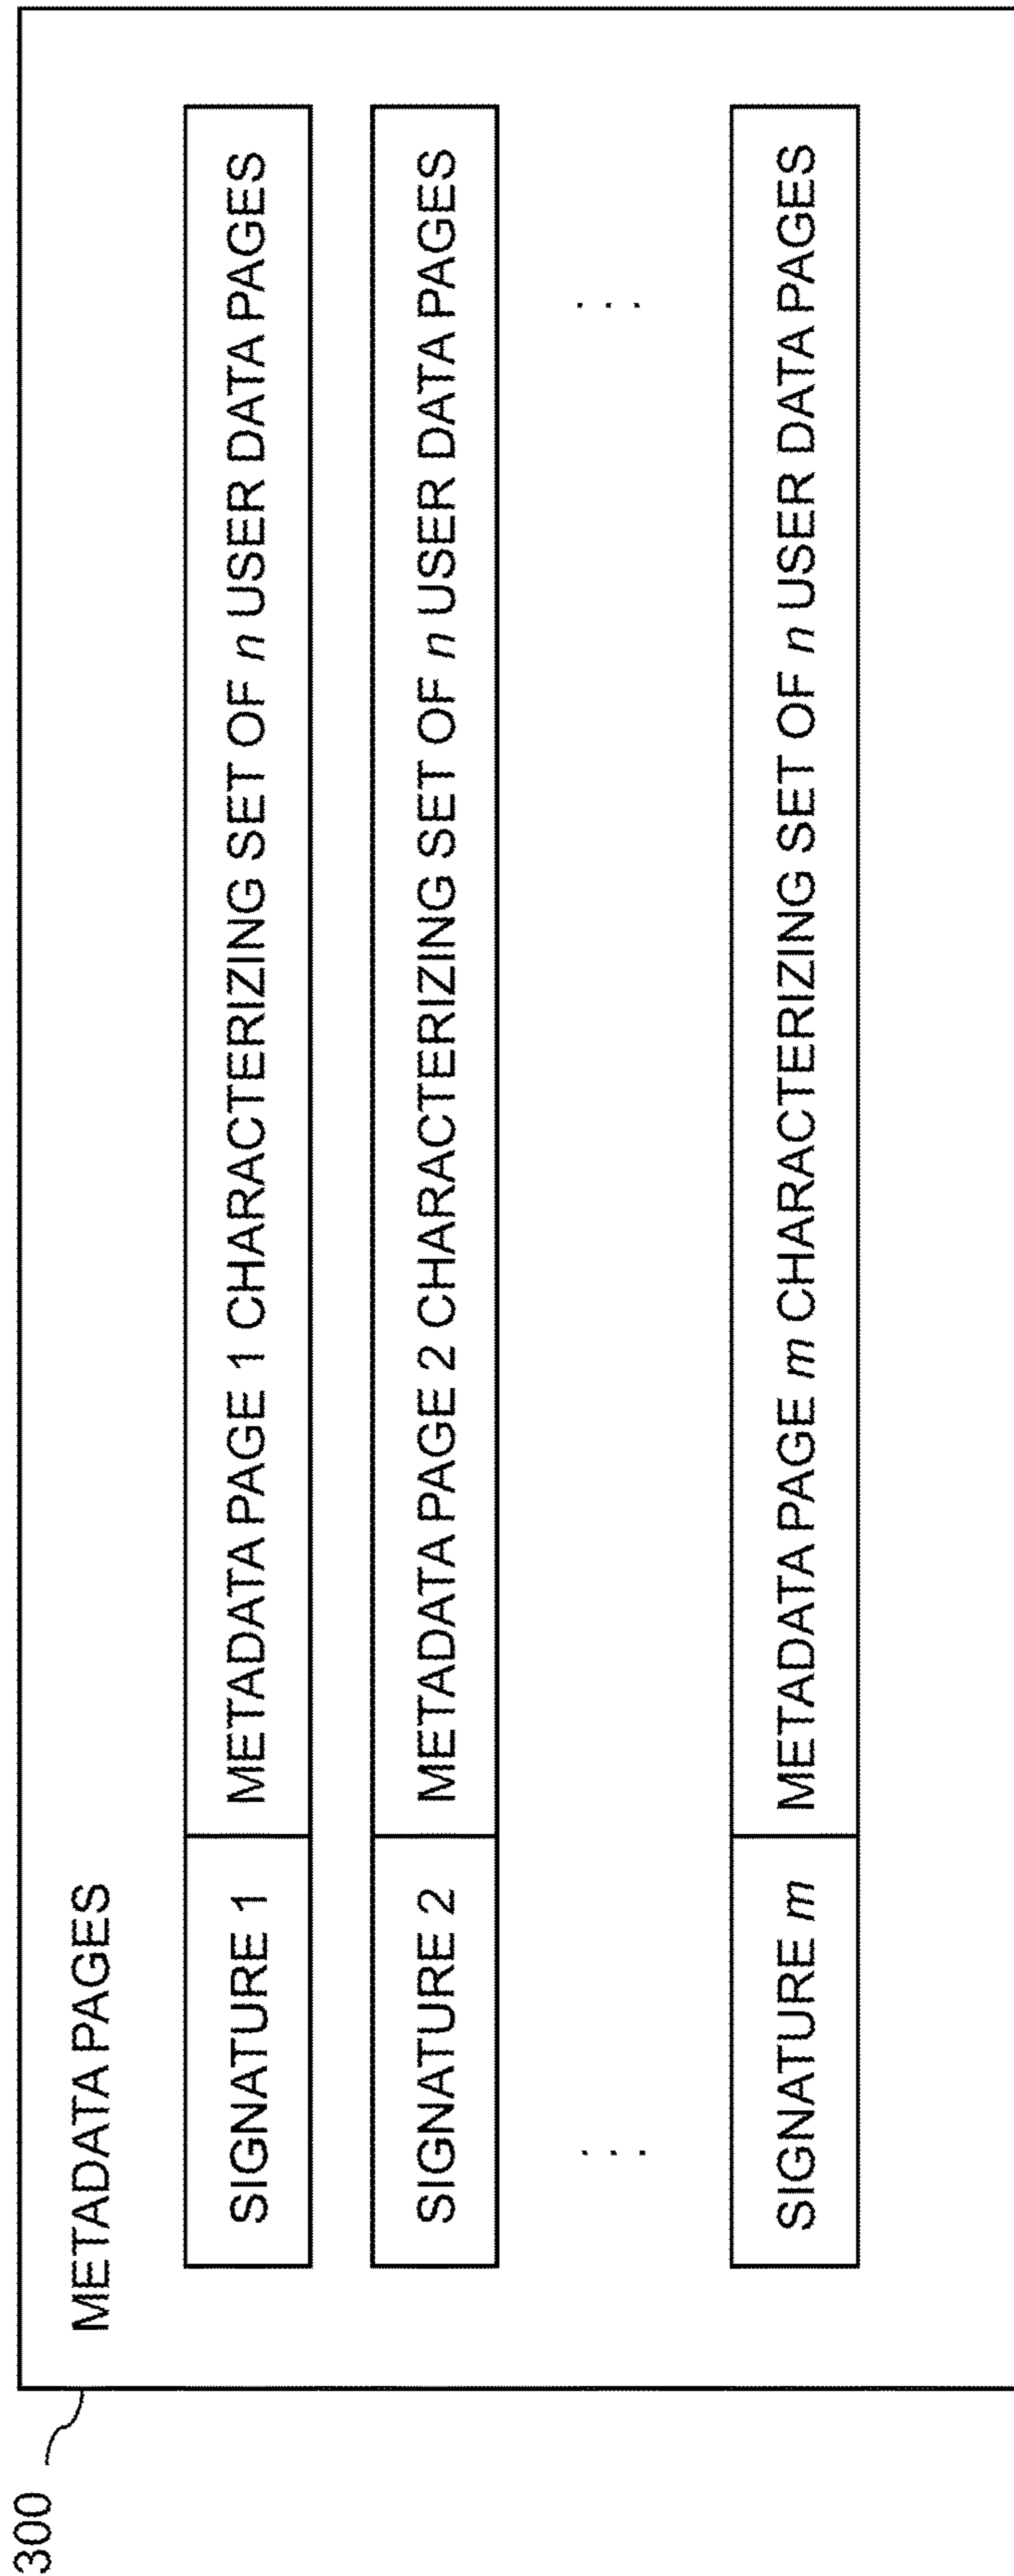 300
METADATA PAGES
SIGNATURE 1 METADATA PAGE 1 CHARACTERIZING SET OF n USER DATA PAGES
SIGNATURE 2 METADATA PAGE 2 CHARACTERIZING SET OF n USER DATA PAGES
. . . . . .
SIGNATURE m METADATA PAGE m CHARACTERIZING SET OF n USER DATA PAGES